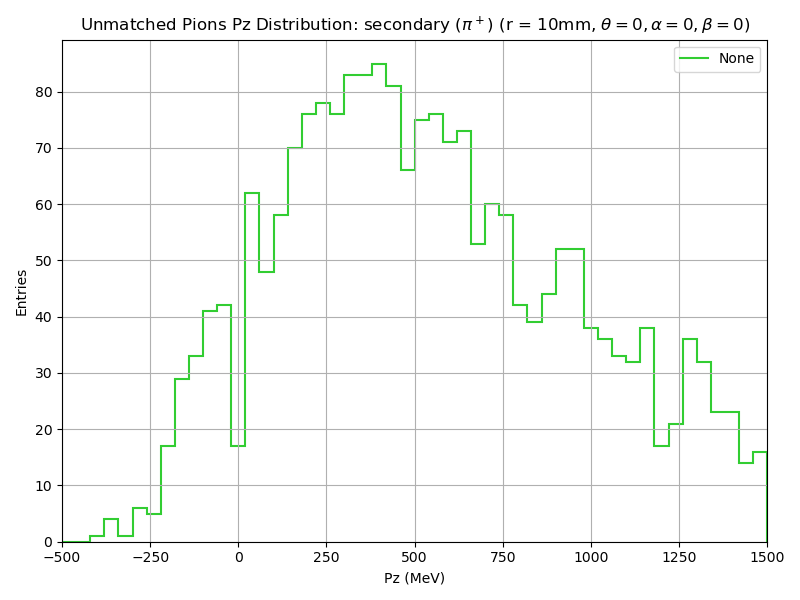 Unmatched Pions Pz Distribution: secondary (π⁺) (r = 10mm, θ = 0, α = 0, β = 0)
None
80
70
60
50
40
30
20
10
0
Entries
−500 −250 0 250 500 750 1000 1250 1500
Pz (MeV)